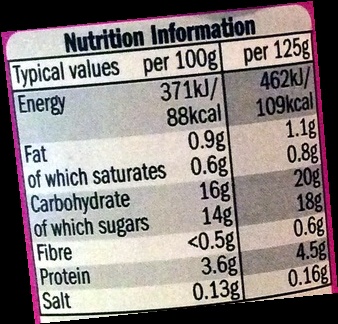 Nutrition Information
Typical values per 100g per 125g
Energy 371kJ/ 462kJ/
88kcal 109kcal
Fat 0.9g 1.1g
of which saturates 0.6g 0.8g
Carbohydrate 16g 20g
of which sugars 14g 18g
Fibre <0.5g 0.6g
Protein 3.6g 4.5g
Salt 0.13g 0.16g